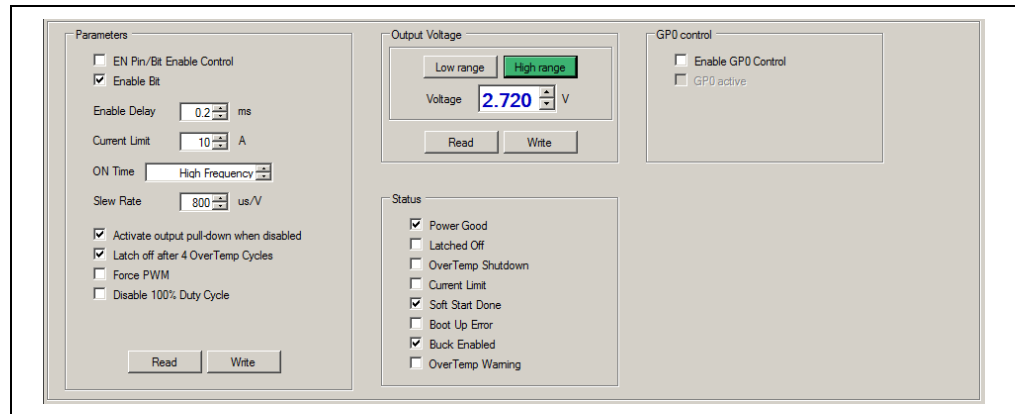 Parameters
EN Pin/Bit Enable Control
Enable Bit
Enable Delay 0.2 ms
Current Limit 10 A
ON Time High Frequency
Slew Rate 800 us/V
Activate output pull-down when disabled
Latch off after 4 OverTemp Cycles
Force PWM
Disable 100% Duty Cycle
Read Write
Output Voltage
Low range High range
Voltage 2.720 V
Read Write
Status
Power Good
Latched Off
OverTemp Shutdown
Current Limit
Soft Start Done
Boot Up Error
Buck Enabled
OverTemp Warning
GP0 control
Enable GP0 Control
GP0 active